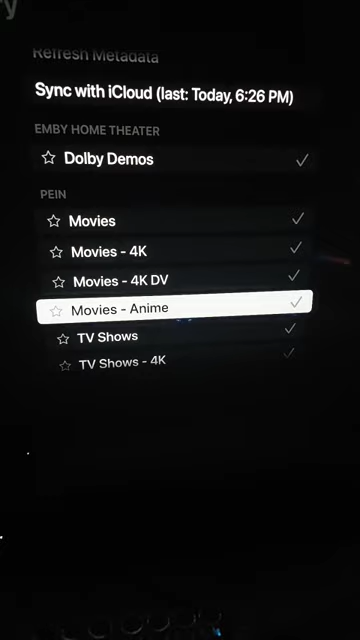 ry
Refresh Metadata
Sync with iCloud (last: Today, 6:26 PM)
EMBY HOME THEATER
Dolby Demos
PEIN
Movies
Movies - 4K
Movies - 4K DV
Movies - Anime
TV Shows
TV Shows - 4K